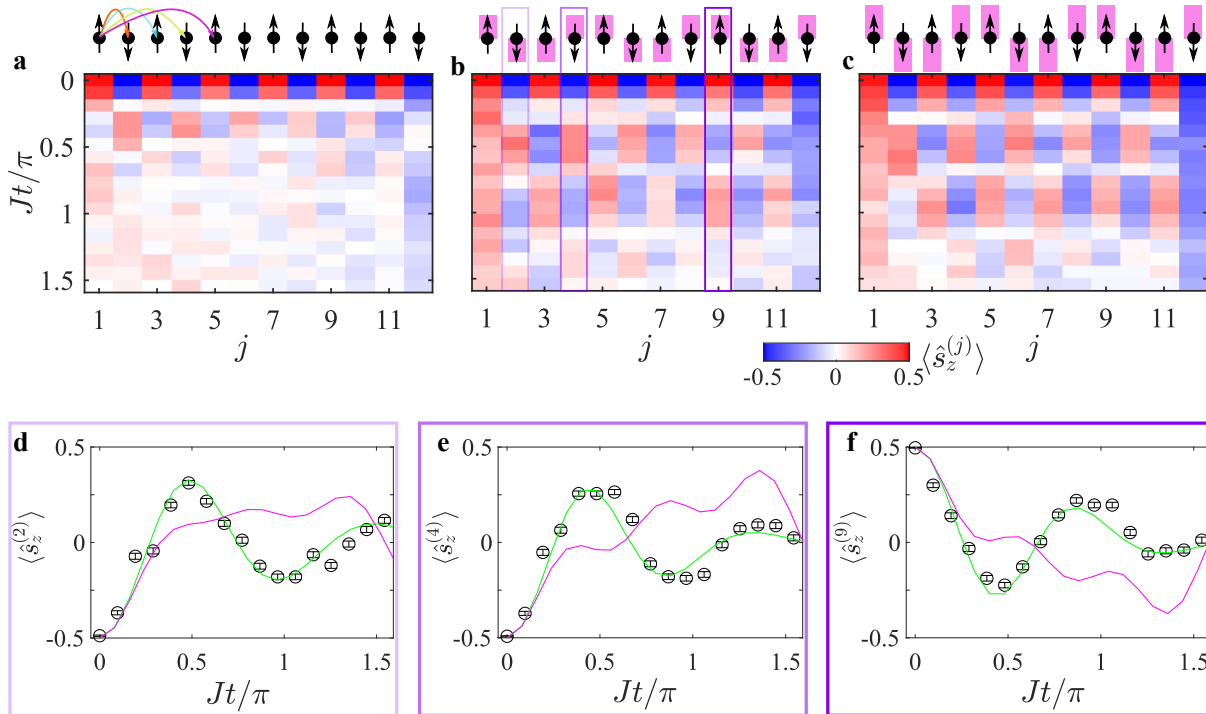 a b c
0
0.5
1
1.5
Jt/π
1 3 5 7 9 11
j
1 3 5 7 9 11
j
1 3 5 7 9 11
j
-0.5 0 0.5
⟨ŝ_z^(j)⟩
d
0.5
0
-0.5
⟨ŝ_z^(2)⟩
0 0.5 1 1.5
Jt/π
e
0.5
0
-0.5
⟨ŝ_z^(4)⟩
0 0.5 1 1.5
Jt/π
f
0.5
0
-0.5
⟨ŝ_z^(9)⟩
0 0.5 1 1.5
Jt/π